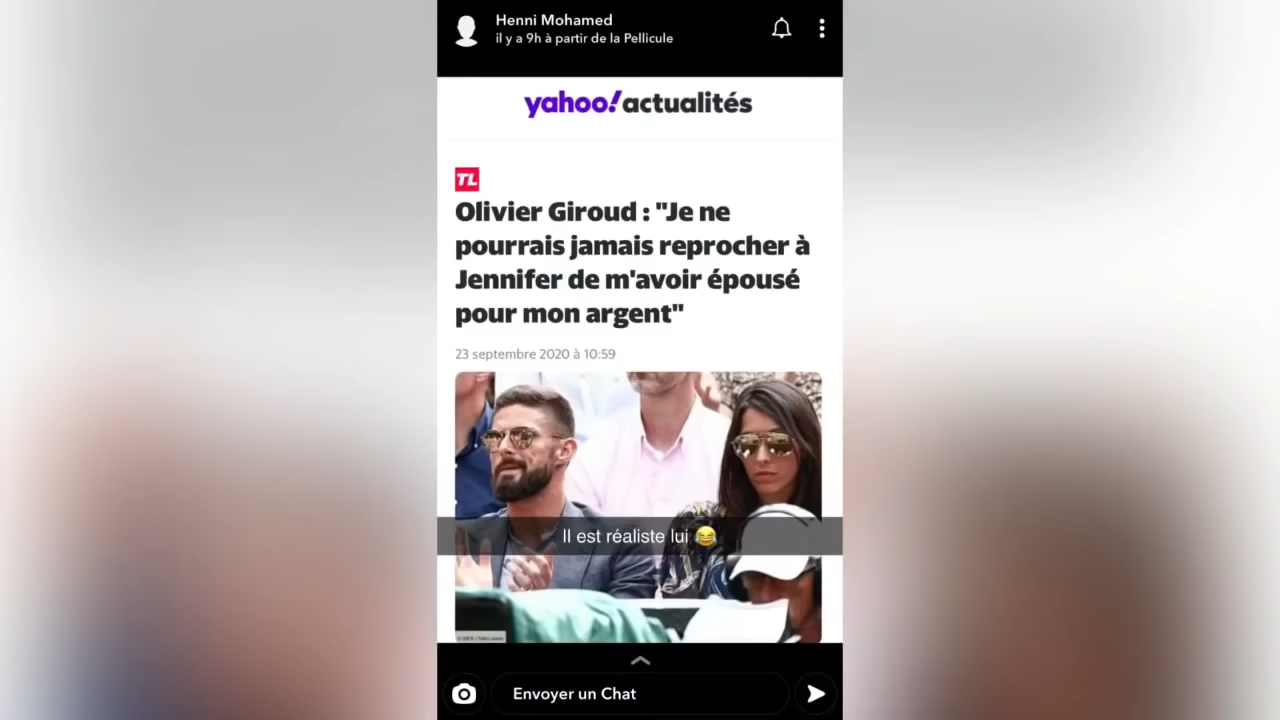 Henni Mohamed
il y a 9h à partir de la Pellicule
yahoo!actualités
TL
Olivier Giroud : "Je ne
pourrais jamais reprocher à
Jennifer de m'avoir épousé
pour mon argent"
23 septembre 2020 à 10:59
Il est réaliste lui 😂
Envoyer un Chat